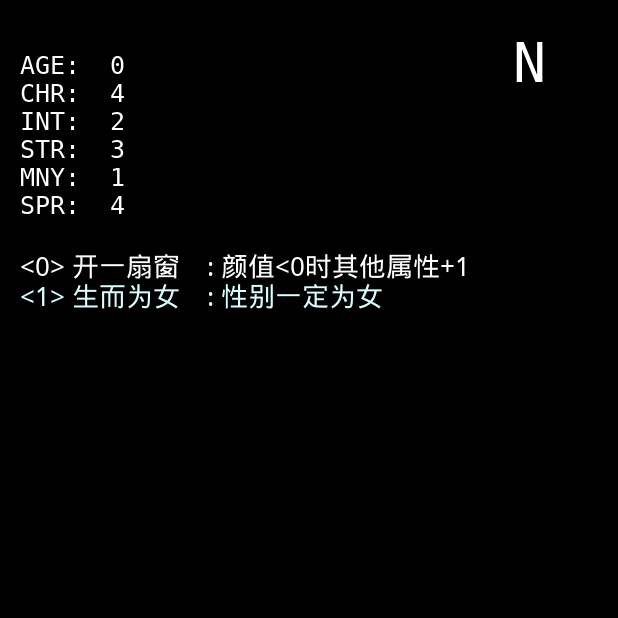 N
AGE:  0
CHR:  4
INT:  2
STR:  3
MNY:  1
SPR:  4
<0> 开一扇窗  : 颜值<0时其他属性+1
<1> 生而为女  : 性别一定为女